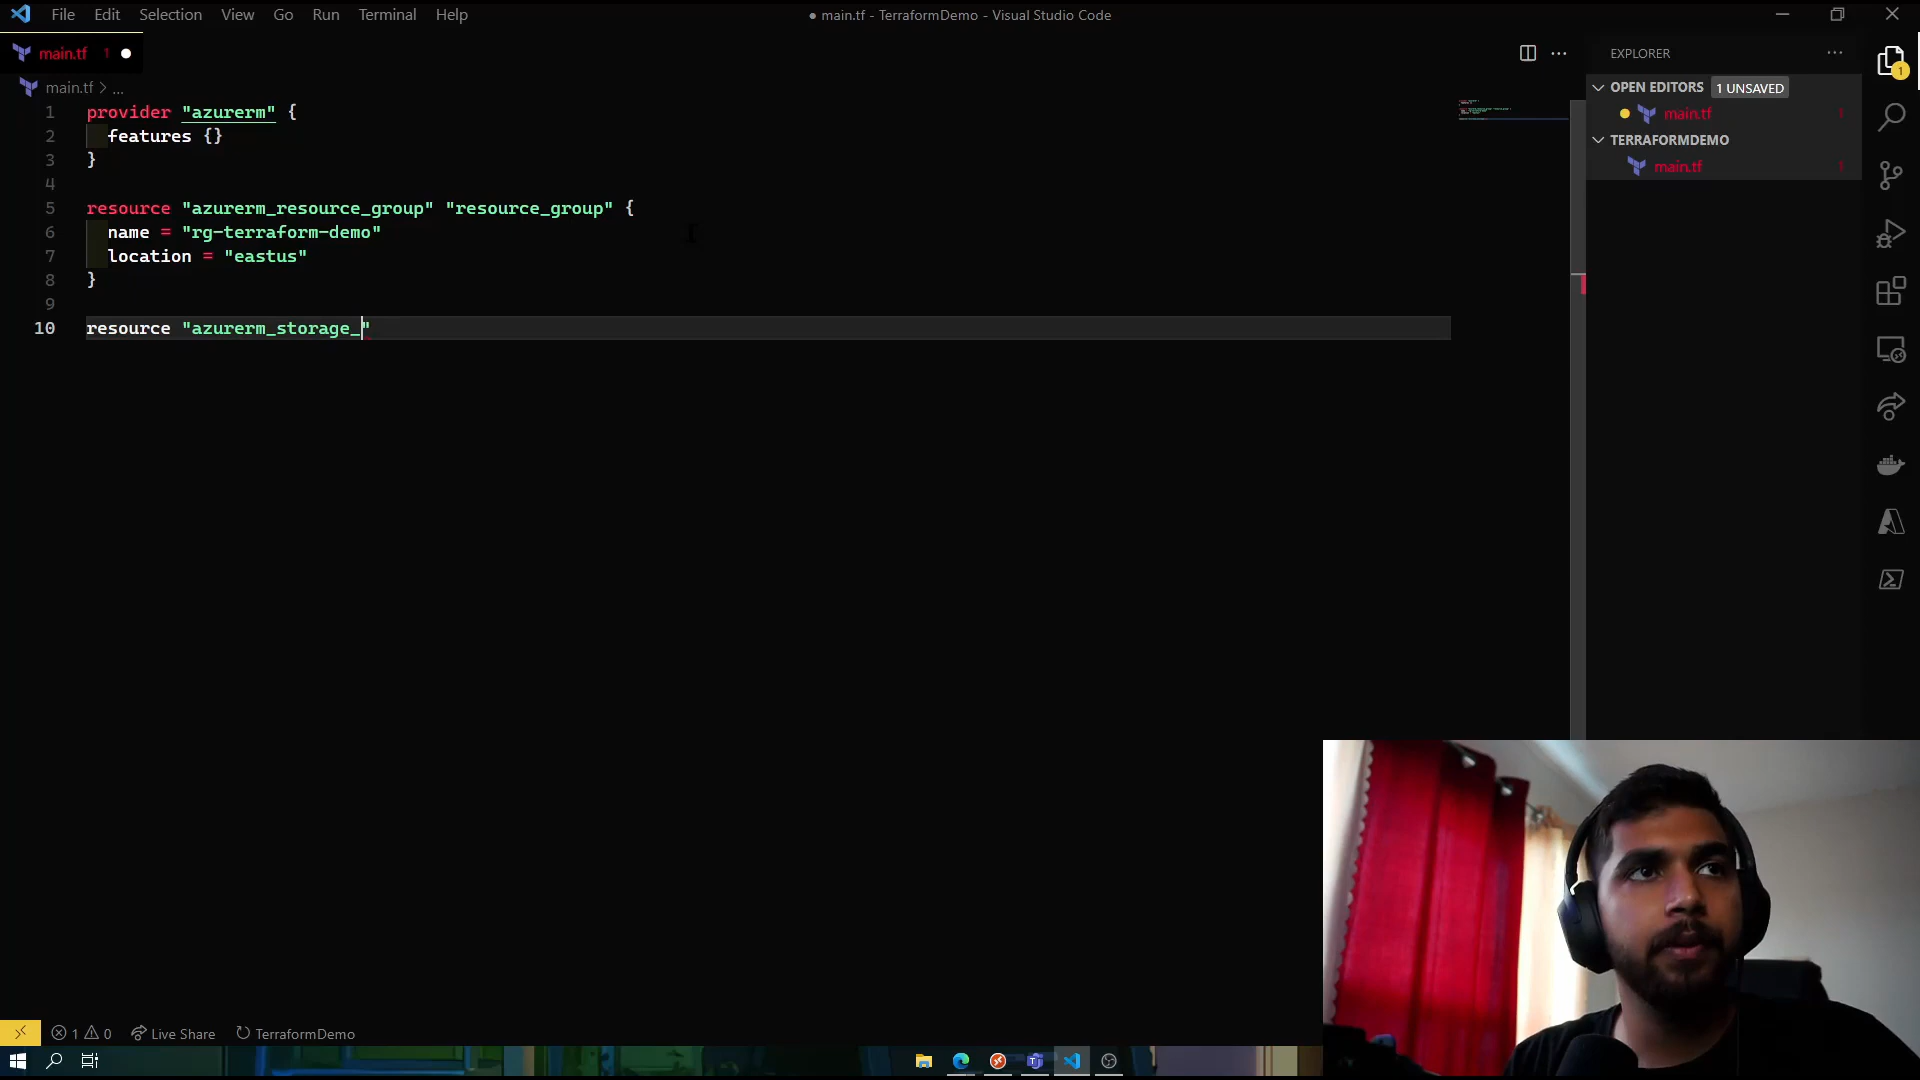 File Edit Selection View Go Run Terminal Help
● main.tf - TerraformDemo - Visual Studio Code
main.tf 1
EXPLORER
main.tf > ...
OPEN EDITORS 1 UNSAVED
main.tf 1
TERRAFORMDEMO
main.tf 1
1
1 provider "azurerm" {
2 features {}
3 }
4
5 resource "azurerm_resource_group" "resource_group" {
6 name = "rg-terraform-demo"
7 location = "eastus"
8 }
9
10 resource "azurerm_storage_"
1 0 Live Share TerraformDemo